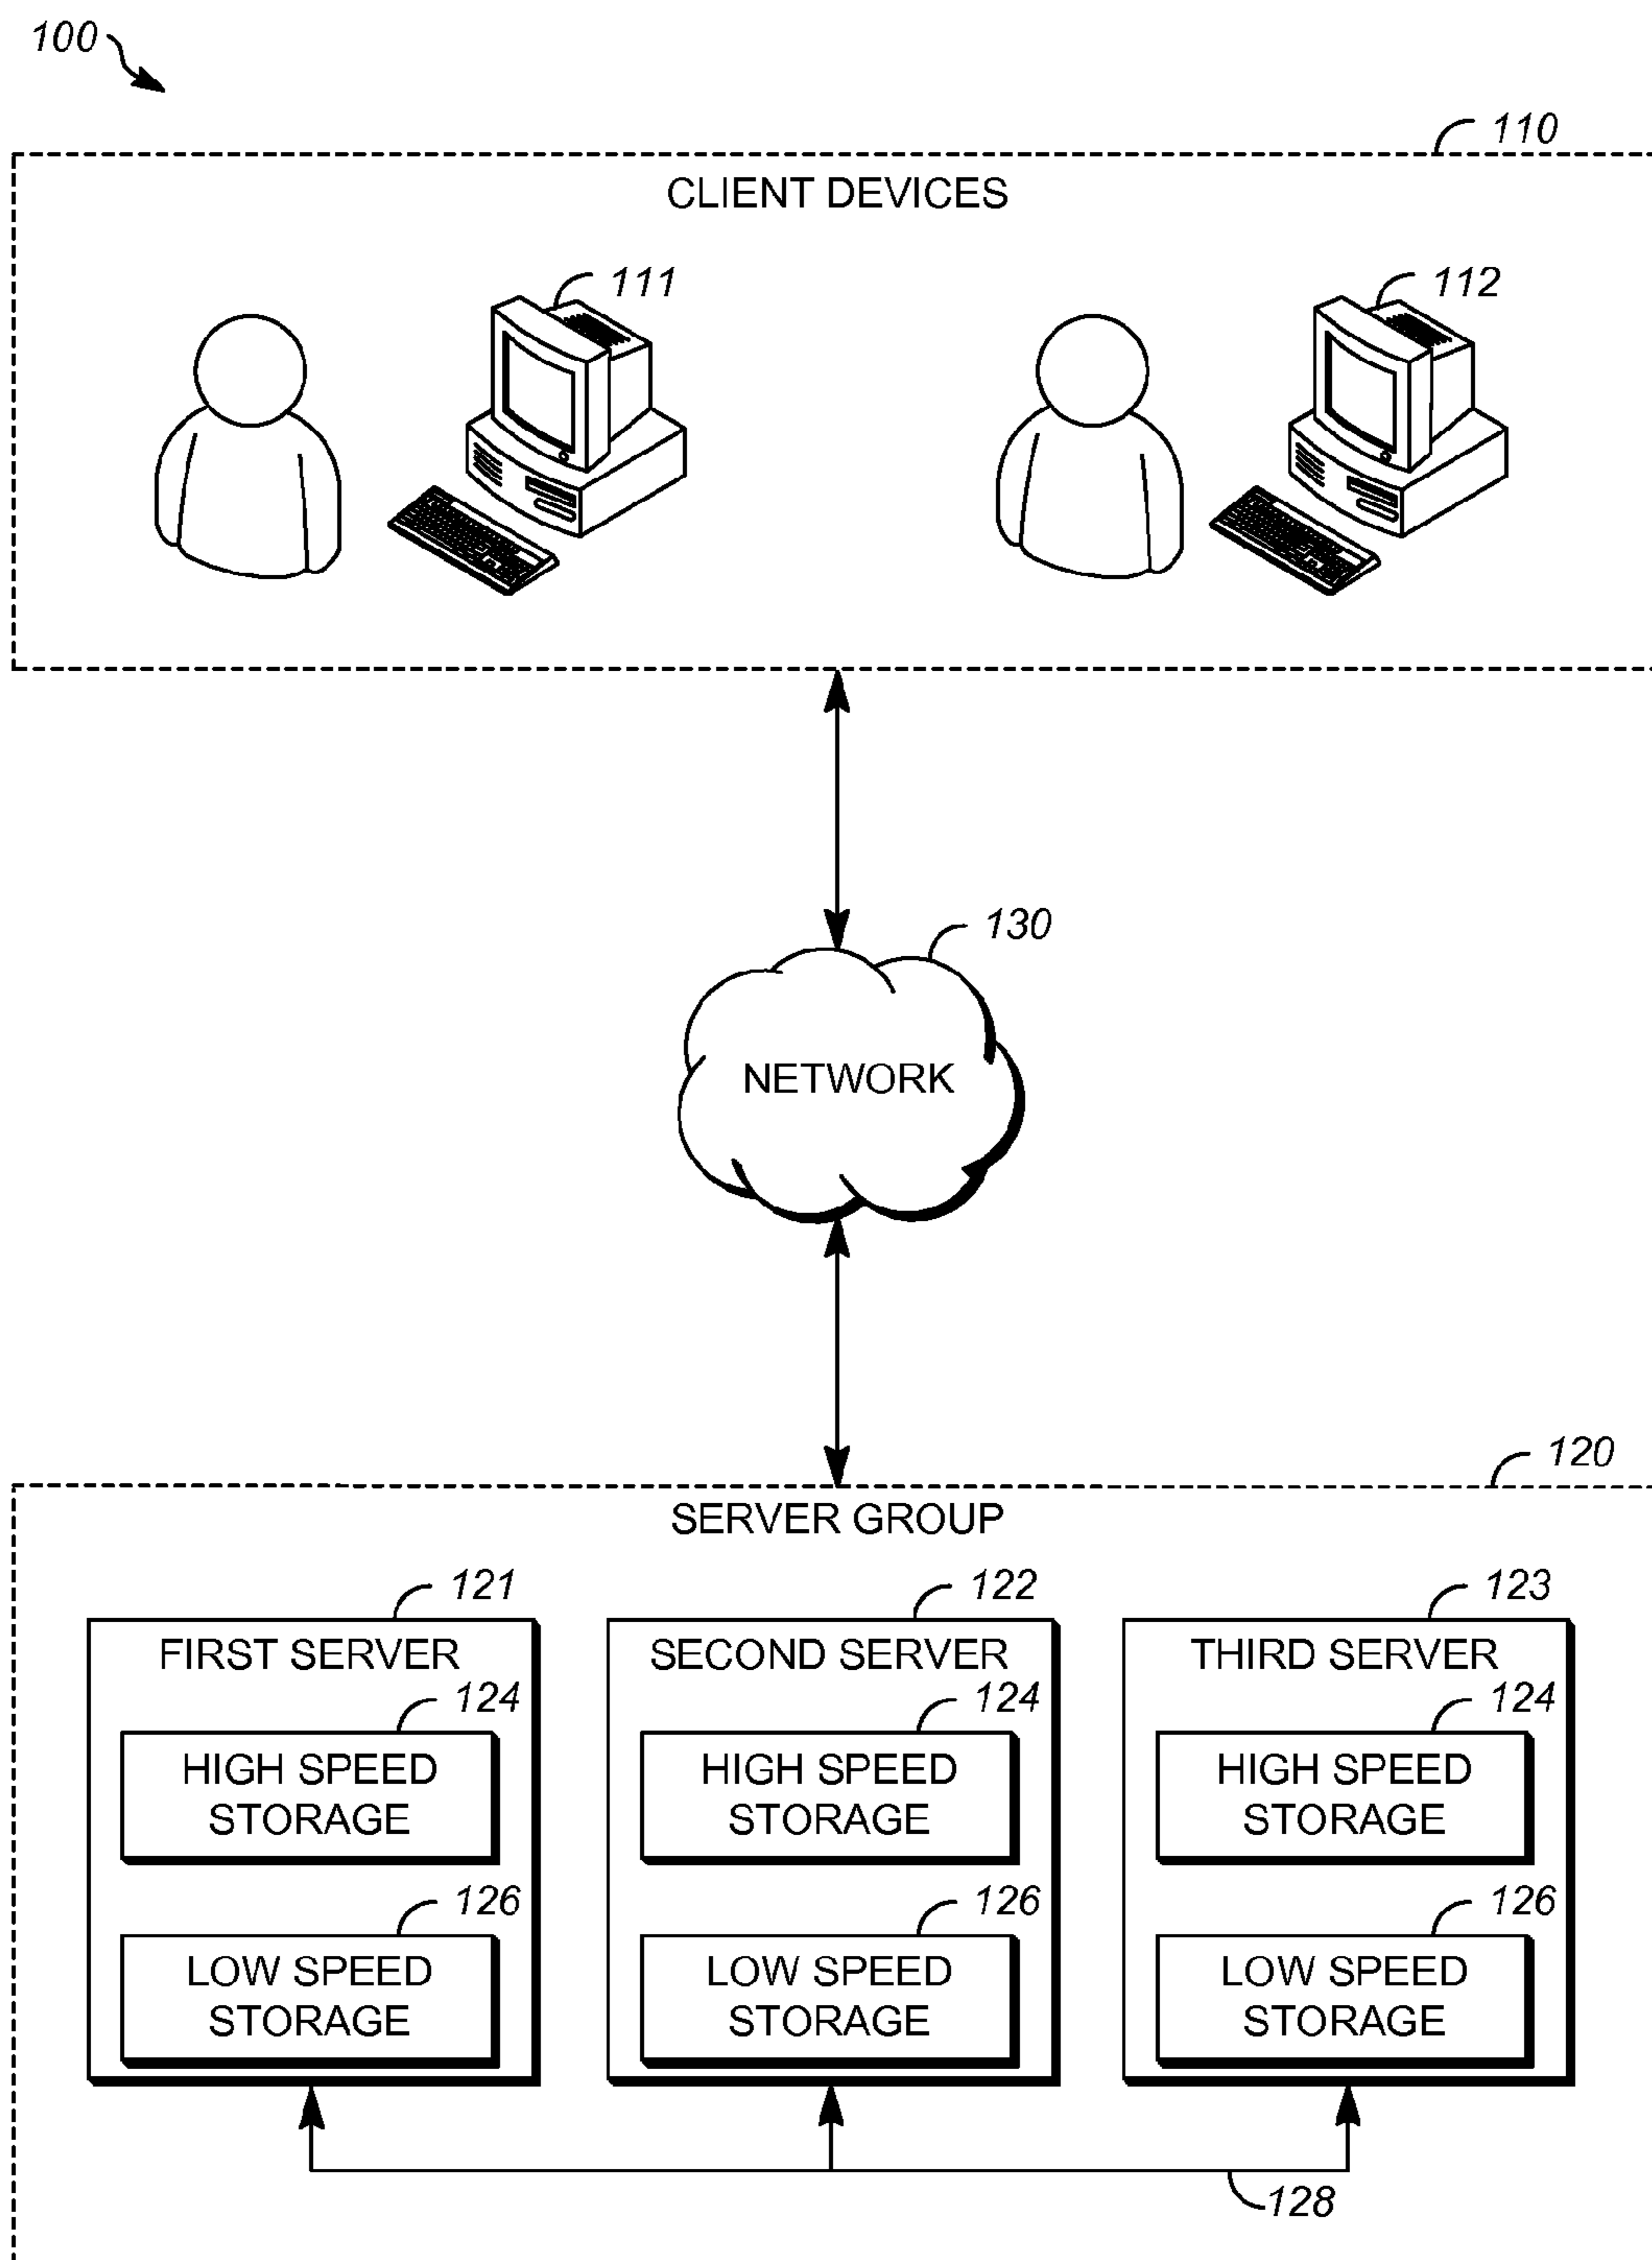 100
110
CLIENT DEVICES
111
112
130
NETWORK
120
SERVER GROUP
121
122
123
FIRST SERVER
SECOND SERVER
THIRD SERVER
124
124
124
HIGH SPEED
STORAGE
HIGH SPEED
STORAGE
HIGH SPEED
STORAGE
126
126
126
LOW SPEED
STORAGE
LOW SPEED
STORAGE
LOW SPEED
STORAGE
128